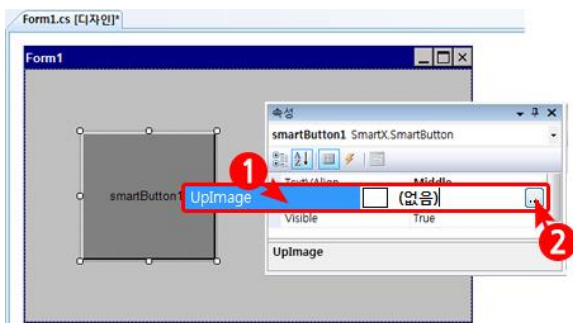 Form1.cs [디자인]*
Form1
속성
smartButton1 SmartX.SmartButton
1
TextVAlign Middle
smartButton1
UpImage (없음) ...
Visible True
2
UpImage